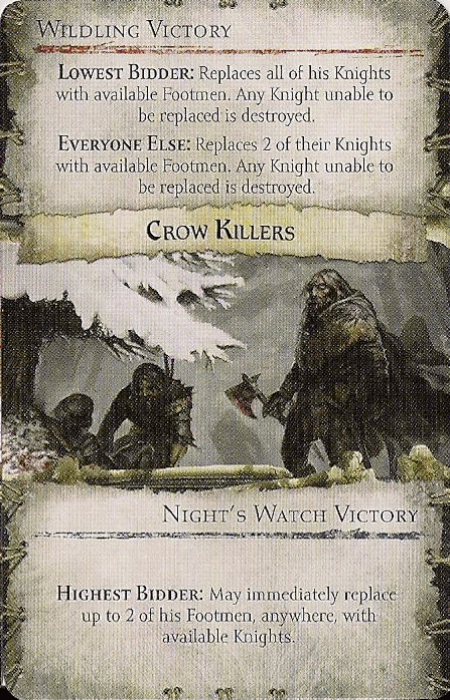 WILDLING VICTORY
LOWEST BIDDER: Replaces all of his Knights
with available Footmen. Any Knight unable to
be replaced is destroyed.
EVERYONE ELSE: Replaces 2 of their Knights
with available Footmen. Any Knight unable to
be replaced is destroyed.
CROW KILLERS
NIGHT'S WATCH VICTORY
HIGHEST BIDDER: May immediately replace
up to 2 of his Footmen, anywhere, with
available Knights.